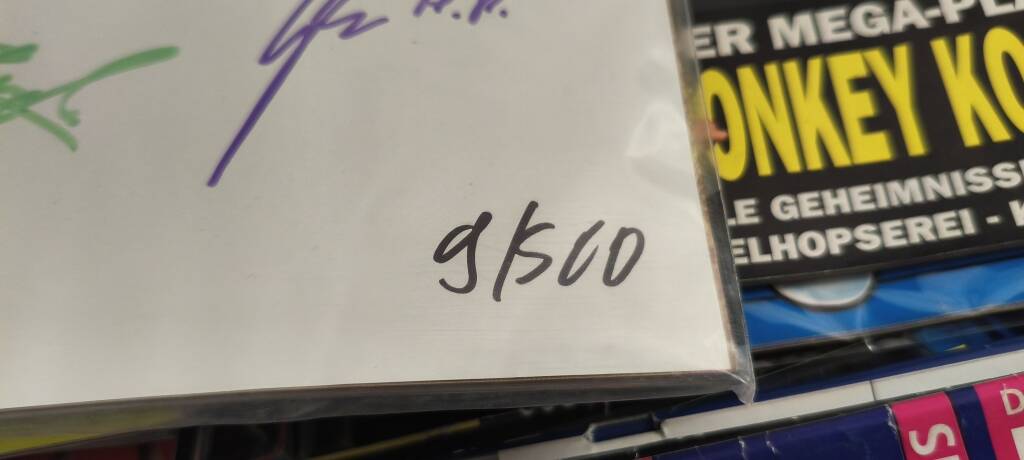 9/500
ER MEGA-PLA
ONKEY KO
LE GEHEIMNISS
ELHOPSEREI - K